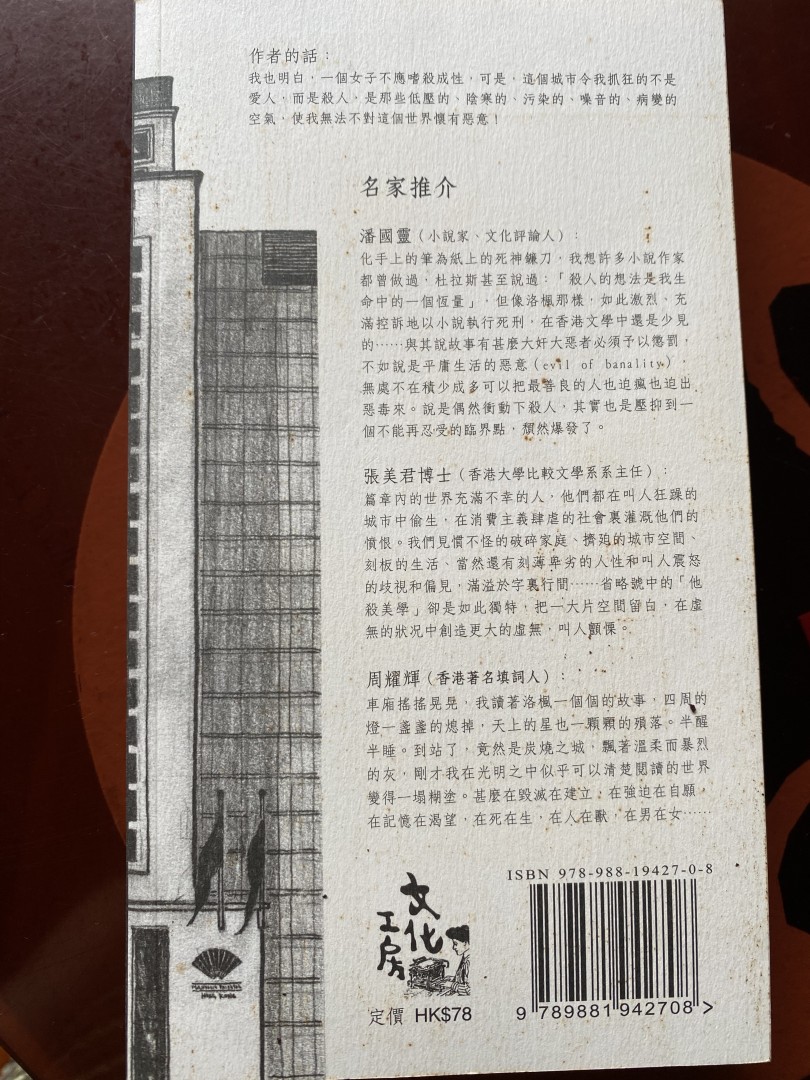 作者的話：
我也明白，一個女子不應嗜殺成性，可是，這個城市令我抓狂的不是
愛人，而是殺人，是那些低壓的、陰寒的、污染的、噪音的、病變的
空氣，使我無法不對這個世界懷有惡意！
名家推介
潘國靈（小說家、文化評論人）：
化手上的筆為紙上的死神鐮刀，我想許多小說作家
都曾做過，杜拉斯甚至說過：「殺人的想法是我生
命中的一個恆量」，但像洛楓那樣，如此激烈、充
滿控訴地以小說執行死刑，在香港文學中還是少見
的……與其說故事有甚麼大奸大惡者必須予以懲罰，
不如說是平庸生活的惡意（evil of banality），
無處不在積少成多可以把最善良的人也迫瘋也迫出
惡毒來。說是偶然衝動下殺人，其實也是壓抑到一
個不能再忍受的臨界點，頹然爆發了。
張美君博士（香港大學比較文學系系主任）：
篇章內的世界充滿不幸的人，他們都在叫人狂躁的
城市中偷生，在消費主義肆虐的社會裏灌溉他們的
憤恨。我們見慣不怪的破碎家庭、擠迫的城市空間、
刻板的生活、當然還有刻薄卑劣的人性和叫人震怒
的歧視和偏見，滿溢於字裏行間……省略號中的「他
殺美學」卻是如此獨特，把一大片空間留白，在虛
無的狀況中創造更大的虛無，叫人顫慄。
周耀輝（香港著名填詞人）：
車廂搖搖晃晃，我讀著洛楓一個個的故事，四周的
燈一盞盞的熄掉，天上的星也一顆顆的殞落。半醒
半睡。到站了，竟然是炭燒之城，飄著溫柔而暴烈
的灰，剛才我在光明之中似乎可以清楚閱讀的世界
變得一塌糊塗。甚麼在毀滅在建立，在強迫在自願，
在記憶在渴望，在死在生，在人在獸，在男在女……
ISBN 978-988-19427-0-8
文化
工房
定價 HK$78
9 789881 942708 >